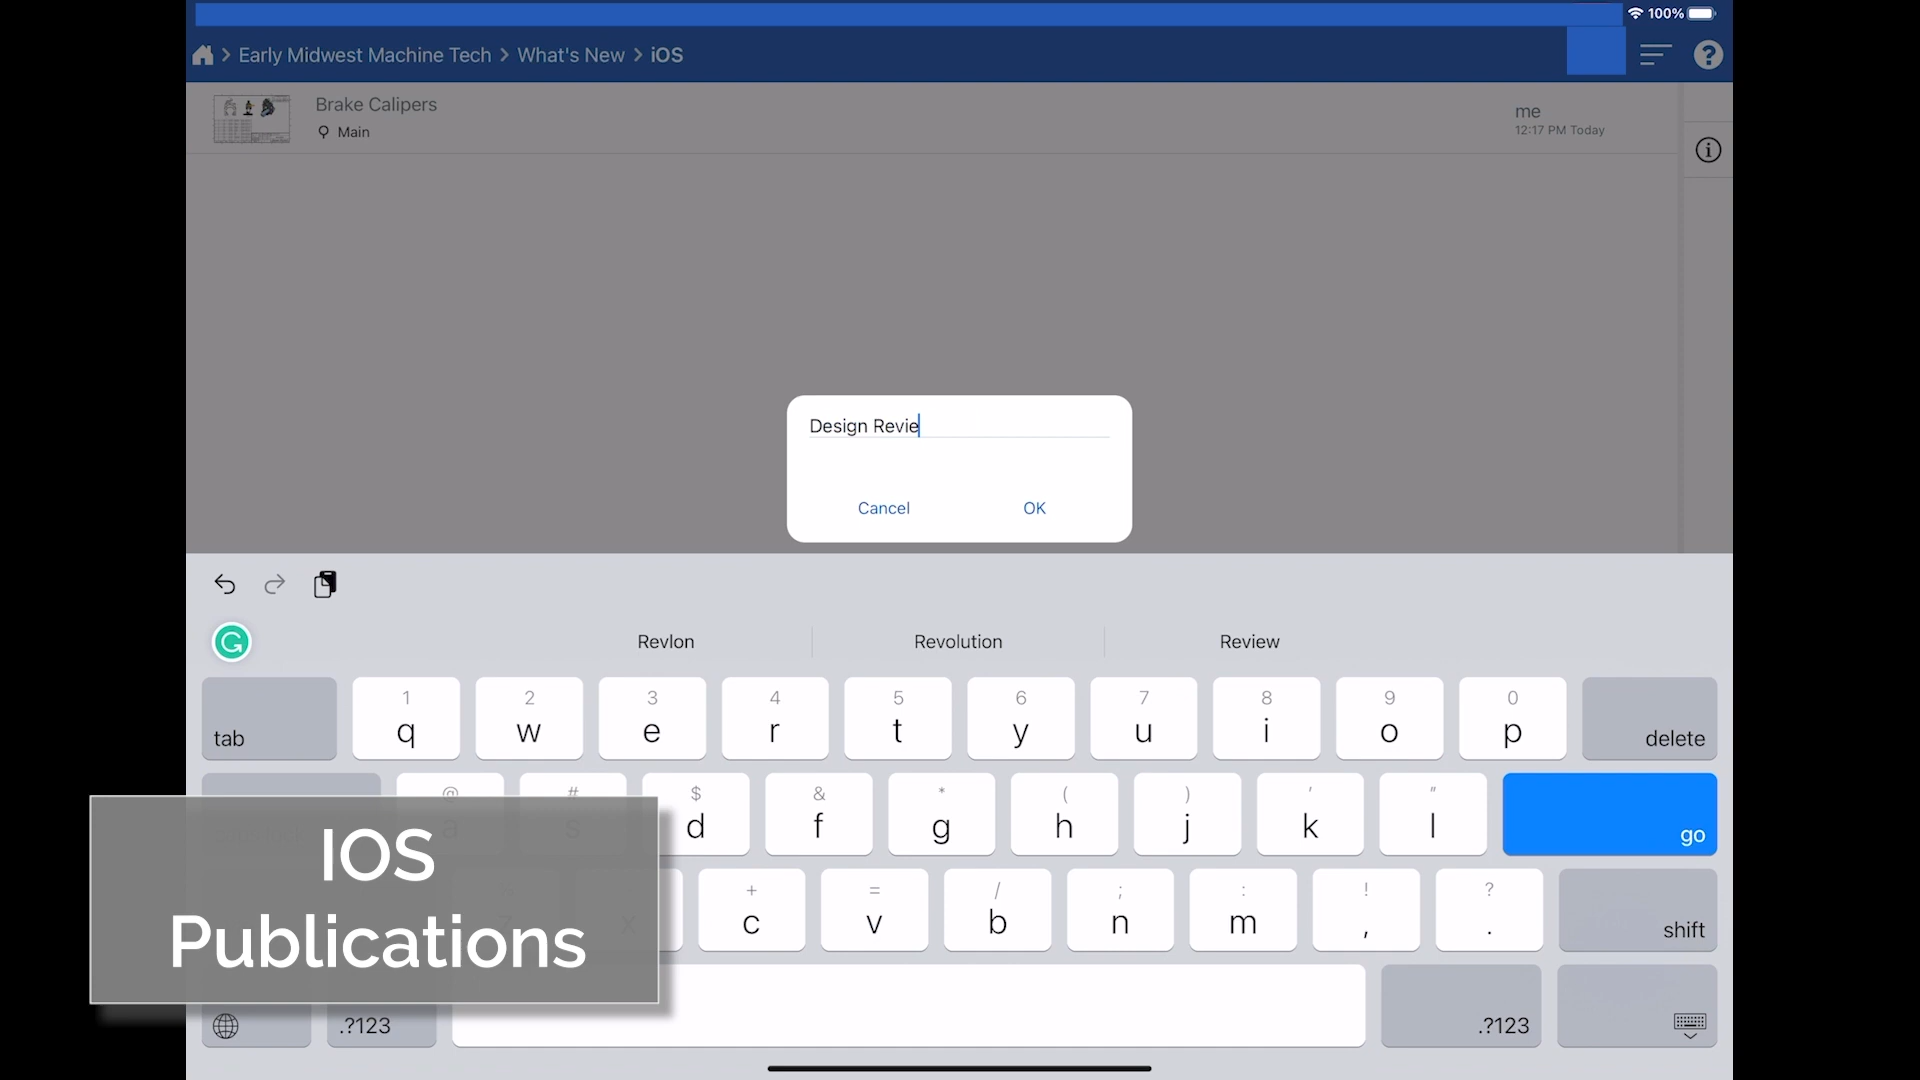 100%
Early Midwest Machine Tech > What's New > iOS
?
Brake Calipers
Main
me
12:17 PM Today
i
Design Revie
Cancel
OK
Revlon
Revolution
Review
tab
1 2 3 4 5 6 7 8 9 0
q w e r t y u i o p
delete
@ # $ & * ( ) ' "
a s d f g h j k l
go
+ = / ; : ! ?
z x c v b n m , .
shift
.?123
.?123
IOS
Publications